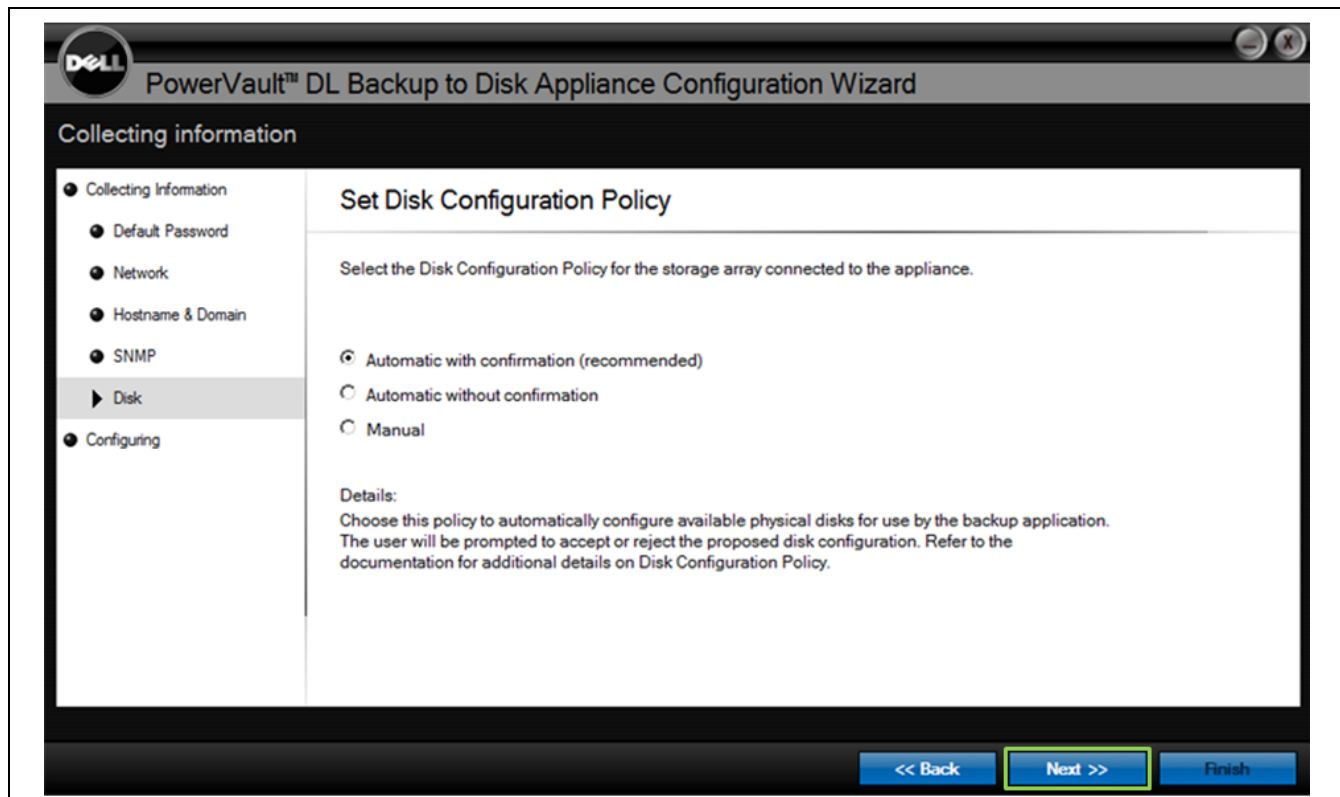 DELL
PowerVault™ DL Backup to Disk Appliance Configuration Wizard
Collecting information
Collecting Information
Default Password
Network
Hostname & Domain
SNMP
Disk
Configuring
Set Disk Configuration Policy
Select the Disk Configuration Policy for the storage array connected to the appliance.
Automatic with confirmation (recommended)
Automatic without confirmation
Manual
Details:
Choose this policy to automatically configure available physical disks for use by the backup application.
The user will be prompted to accept or reject the proposed disk configuration. Refer to the
documentation for additional details on Disk Configuration Policy.
<< Back
Next >>
Finish